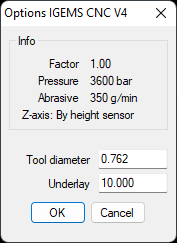 Options IGEMS CNC V4
Info
Factor 1.00
Pressure 3600 bar
Abrasive 350 g/min
Z-axis: By height sensor
Tool diameter 0.762
Underlay 10.000
OK Cancel